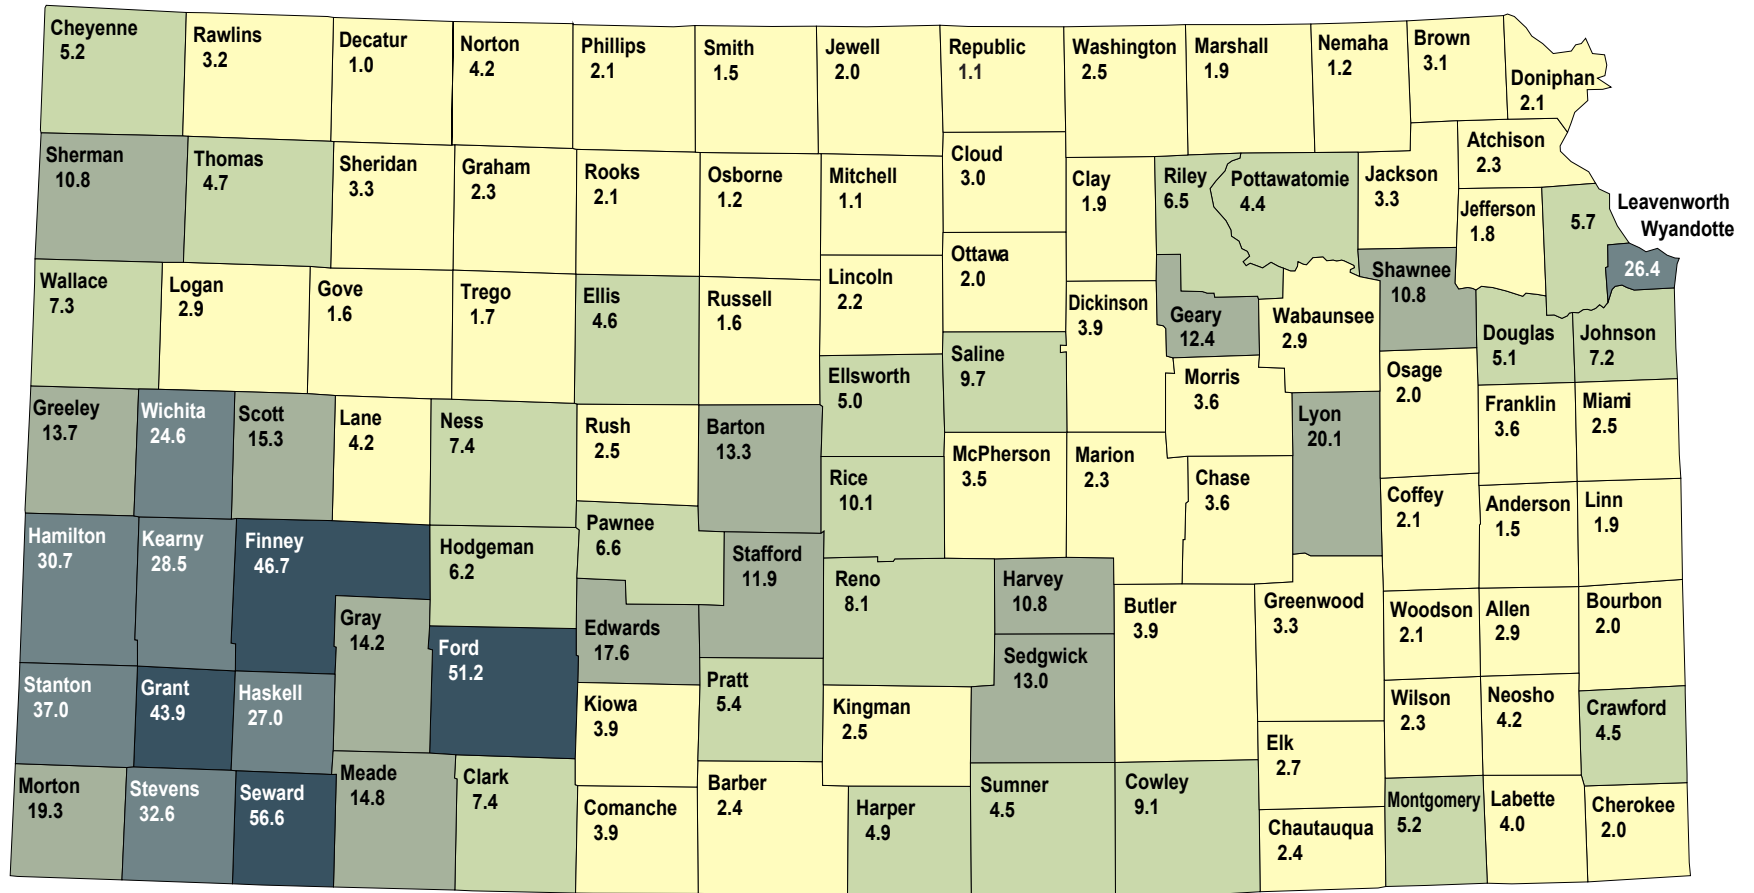 Cheyenne
5.2
Rawlins
3.2
Decatur
1.0
Norton
4.2
Phillips
2.1
Smith
1.5
Jewell
2.0
Republic
1.1
Washington
2.5
Marshall
1.9
Nemaha
1.2
Brown
3.1
Doniphan
2.1
Sherman
10.8
Thomas
4.7
Sheridan
3.3
Graham
2.3
Rooks
2.1
Osborne
1.2
Mitchell
1.1
Cloud
3.0
Clay
1.9
Riley
6.5
Pottawatomie
4.4
Jackson
3.3
Atchison
2.3
Jefferson
1.8
5.7
Leavenworth
Wyandotte
26.4
Wallace
7.3
Logan
2.9
Gove
1.6
Trego
1.7
Ellis
4.6
Russell
1.6
Lincoln
2.2
Ottawa
2.0
Dickinson
3.9
Geary
12.4
Wabaunsee
2.9
Shawnee
10.8
Douglas
5.1
Johnson
7.2
Saline
9.7
Ellsworth
5.0
Morris
3.6
Osage
2.0
Franklin
3.6
Miami
2.5
Greeley
13.7
Wichita
24.6
Scott
15.3
Lane
4.2
Ness
7.4
Rush
2.5
Barton
13.3
Rice
10.1
McPherson
3.5
Marion
2.3
Chase
3.6
Lyon
20.1
Coffey
2.1
Anderson
1.5
Linn
1.9
Hamilton
30.7
Kearny
28.5
Finney
46.7
Hodgeman
6.2
Pawnee
6.6
Stafford
11.9
Reno
8.1
Harvey
10.8
Butler
3.9
Greenwood
3.3
Woodson
2.1
Allen
2.9
Bourbon
2.0
Gray
14.2
Ford
51.2
Edwards
17.6
Sedgwick
13.0
Stanton
37.0
Grant
43.9
Haskell
27.0
Kiowa
3.9
Pratt
5.4
Kingman
2.5
Elk
2.7
Wilson
2.3
Neosho
4.2
Crawford
4.5
Morton
19.3
Stevens
32.6
Seward
56.6
Meade
14.8
Clark
7.4
Comanche
3.9
Barber
2.4
Harper
4.9
Sumner
4.5
Cowley
9.1
Chautauqua
2.4
Montgomery
5.2
Labette
4.0
Cherokee
2.0